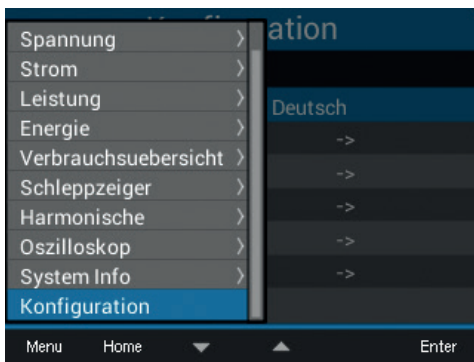 ation
Spannung
Strom
Leistung
Deutsch
Energie
->
Verbrauchsuebersicht
->
Schleppzeiger
->
Harmonische
Oszilloskop
->
System Info
->
Konfiguration
Menu Home Enter